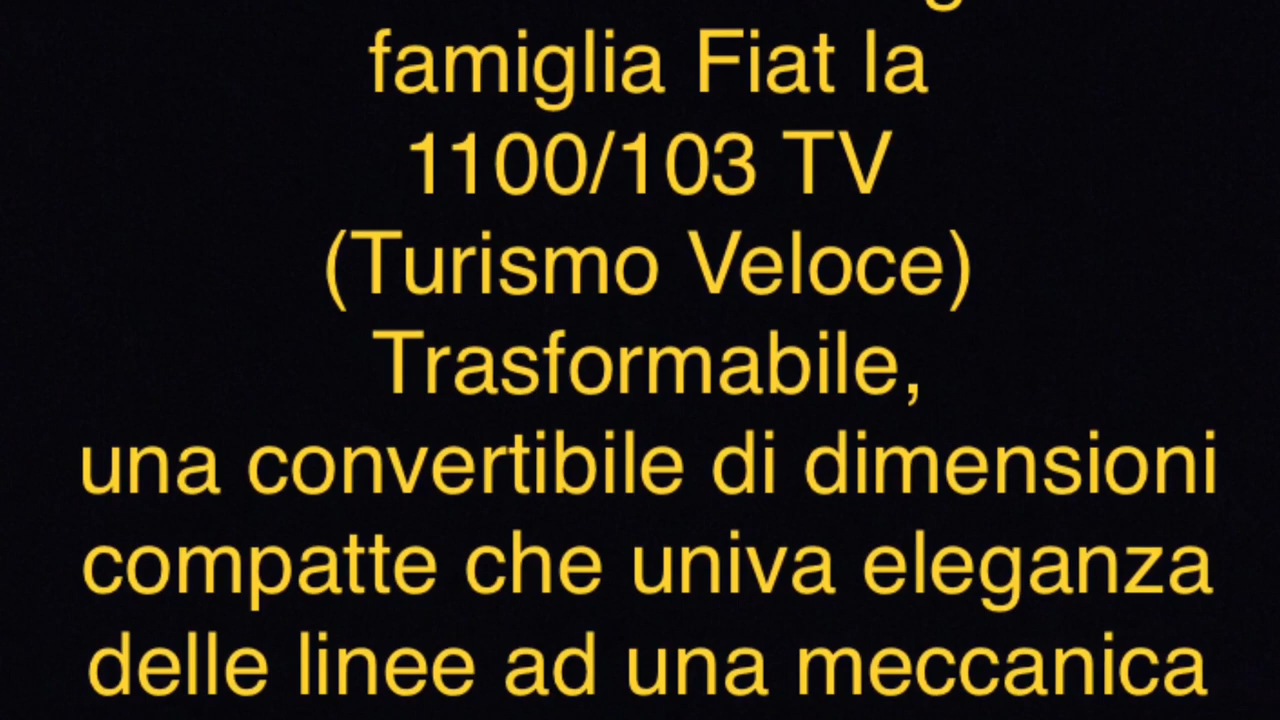 famiglia Fiat la
1100/103 TV
(Turismo Veloce)
Trasformabile,
una convertibile di dimensioni
compatte che univa eleganza
delle linee ad una meccanica